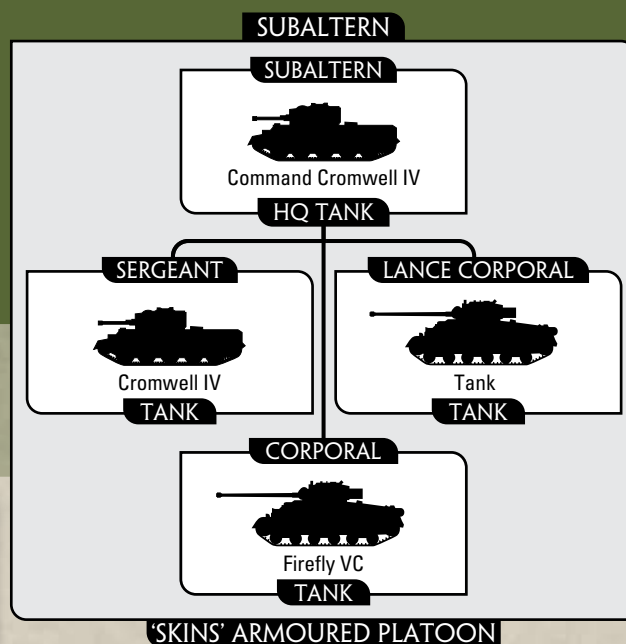 SUBALTERN
SUBALTERN
Command Cromwell IV
HQ TANK
SERGEANT
Cromwell IV
TANK
LANCE CORPORAL
Tank
TANK
CORPORAL
Firefly VC
TANK
'SKINS' ARMOURED PLATOON